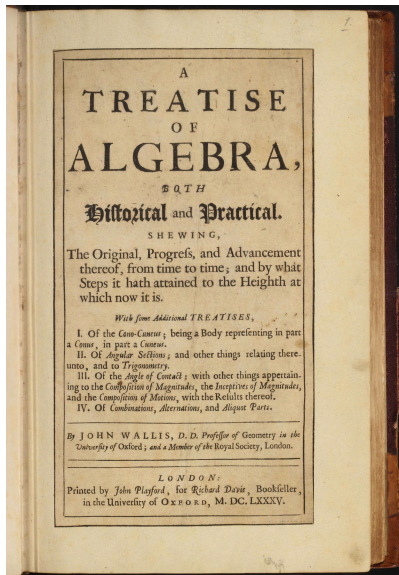 A
TREATISE
OF
ALGEBRA,
BOTH
Hiſtorical and Practical.
SHEWING,
The Original, Progreſs, and Advancement
thereof, from time to time; and by what
Steps it hath attained to the Heighth at
which now it is.
With ſome Additional TREATISES,
I. Of the Cono-Cuneus; being a Body repreſenting in part
a Conus, in part a Cuneus.
II. Of Angular Sections; and other things relating there-
unto, and to Trigonometry.
III. Of the Angle of Contact; with other things appertain-
ing to the Compoſition of Magnitudes, the Inceptives of Magnitudes,
and the Compoſition of Motions, with the Reſults thereof.
IV. Of Combinations, Alternations, and Aliquot Parts.
By JOHN WALLIS, D. D. Profeſſor of Geometry in the
Univerſity of Oxford; and a Member of the Royal Society, London.
LONDON:
Printed by John Playford, for Richard Davis, Bookſeller,
in the Univerſity of OXFORD, M. DC. LXXXV.